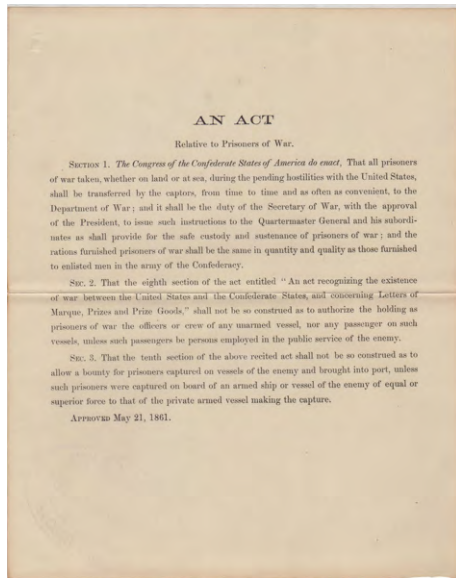 AN ACT
Relative to Prisoners of War.
SECTION 1. The Congress of the Confederate States of America do enact, That all prisoners
of war taken, whether on land or at sea, during the pending hostilities with the United States,
shall be transferred by the captors, from time to time and as often as convenient, to the
Department of War; and it shall be the duty of the Secretary of War, with the approval
of the President, to issue such instructions to the Quartermaster General and his subordi-
nates as shall provide for the safe custody and sustenance of prisoners of war; and the
rations furnished prisoners of war shall be the same in quantity and quality as those furnished
to enlisted men in the army of the Confederacy.
SEC. 2. That the eighth section of the act entitled "An act recognizing the existence
of war between the United States and the Confederate States, and concerning Letters of
Marque, Prizes and Prize Goods," shall not be so construed as to authorize the holding as
prisoners of war the officers or crew of any unarmed vessel, nor any passenger on such
vessels, unless such passengers be persons employed in the public service of the enemy.
SEC. 3. That the tenth section of the above recited act shall not be so construed as to
allow a bounty for prisoners captured on vessels of the enemy and brought into port, unless
such prisoners were captured on board of an armed ship or vessel of the enemy of equal or
superior force to that of the private armed vessel making the capture.
APPROVED May 21, 1861.